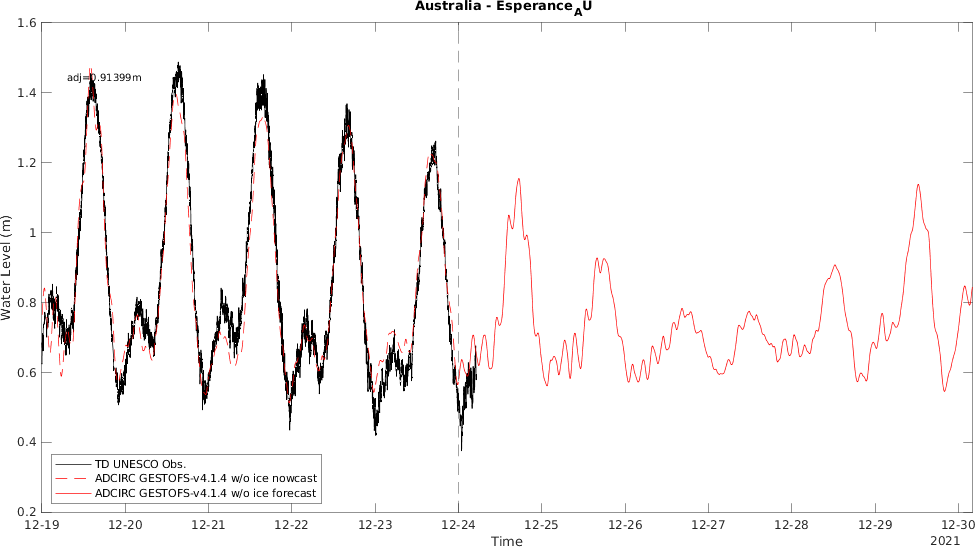 Australia - Esperance_AU
adj=0.91399m
Water Level (m)
1.6
1.4
1.2
1
0.8
0.6
0.4
0.2
TD UNESCO Obs.
ADCIRC GESTOFS-v4.1.4 w/o ice nowcast
ADCIRC GESTOFS-v4.1.4 w/o ice forecast
12-19 12-20 12-21 12-22 12-23 12-24 12-25 12-26 12-27 12-28 12-29 12-30
Time
2021